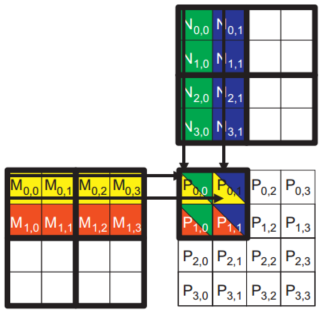 N0,0 N0,1
N1,0 N1,1
N2,0 N2,1
N3,0 N3,1
M0,0 M0,1 M0,2 M0,3 P0,0 P0,1 P0,2 P0,3
M1,0 M1,1 M1,2 M1,3 P1,0 P1,1 P1,2 P1,3
P2,0 P2,1 P2,2 P2,3
P3,0 P3,1 P3,2 P3,3